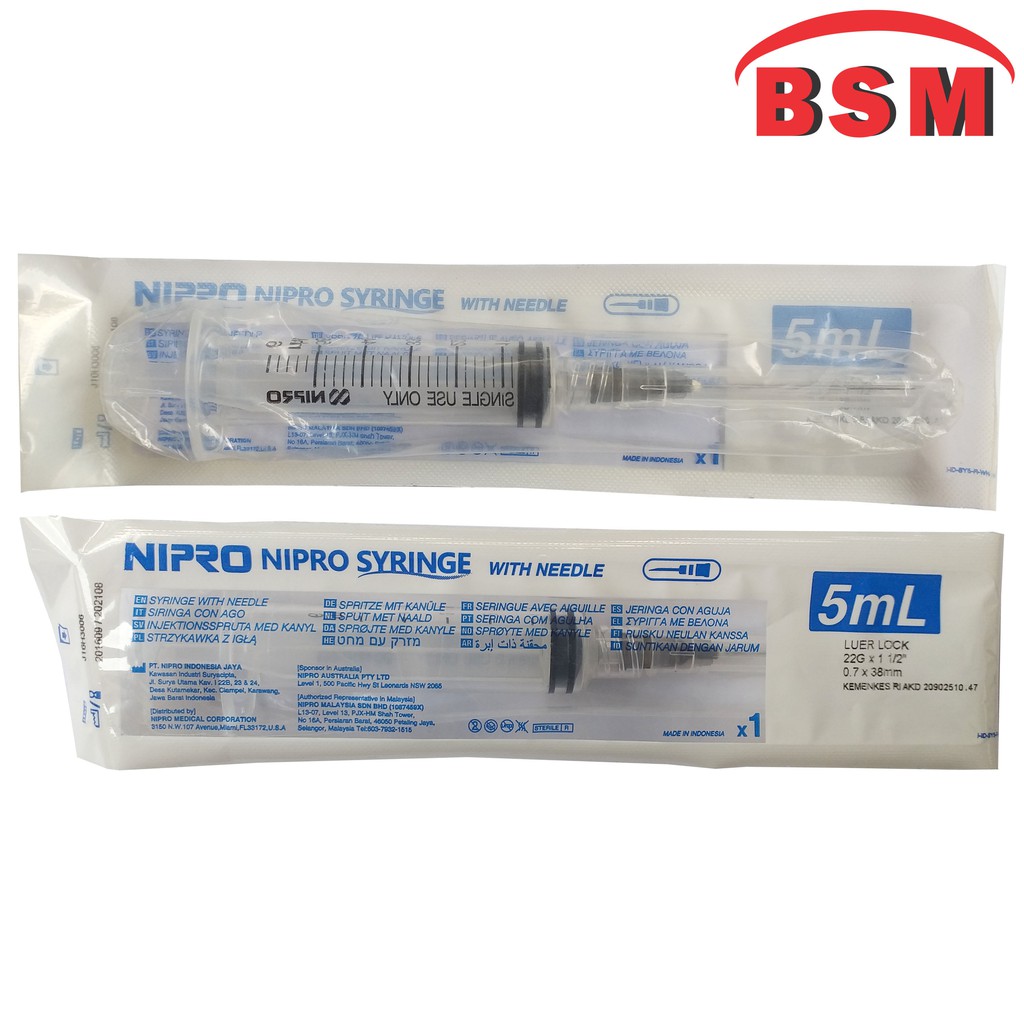 BSM
NIPRO NIPRO SYRINGE WITH NEEDLE
5mL
SINGLE USE ONLY NIPRO
MADE IN INDONESIA
x1
NIPRO NIPRO SYRINGE WITH NEEDLE
5mL
LUER LOCK
22G x 1 1/2"
0.7 x 38mm
KEMENKES RI AKD 20902510 .47
EN SYRINGE WITH NEEDLE
IT SIRINGA CON AGO
SU INJEKTIONSSPRUTA MED KANYL
PL STRZYKAWKA Z IGŁĄ
DE SPRITZE MIT KANÜLE
NL SPUIT MET NAALD
DA SPRØJTE MED KANYLE
HE מזרק עם מחט
FR SERINGUE AVEC AIGUILLE
PT SERINGA COM AGULHA
NO SPRØYTE MED KANYLE
AR محقنة ذات إبرة
ES JERINGA CON AGUJA
EL ΣΥΡΙΓΓΑ ΜΕ ΒΕΛΟΝΑ
FI RUISKU NEULAN KANSSA
SUNTIKAN DENGAN JARUM
PT. NIPRO INDONESIA JAYA
Kawasan Industri Suryacipta,
Jl. Surya Utama Kav. I 22B, 23 & 24,
Desa Kutamekar, Kec. Ciampel, Karawang,
Jawa Barat Indonesia
[Distributed by]
NIPRO MEDICAL CORPORATION
3150 N.W. 107 Avenue, Miami, FL33172, U.S.A
[Sponsor in Australia]
NIPRO AUSTRALIA PTY LTD
Level 1, 500 Pacific Hwy St Leonards NSW 2065
[Authorized Representative in Malaysia]
NIPRO MALAYSIA SDN BHD (1087459X)
L13-07, Level 13, PJX-HM Shah Tower,
No 16A, Persiaran Barat, 46050 Petaling Jaya,
Selangor, Malaysia Tel:603-7932-1515
STERILE R
MADE IN INDONESIA
x1
201609 / 202108